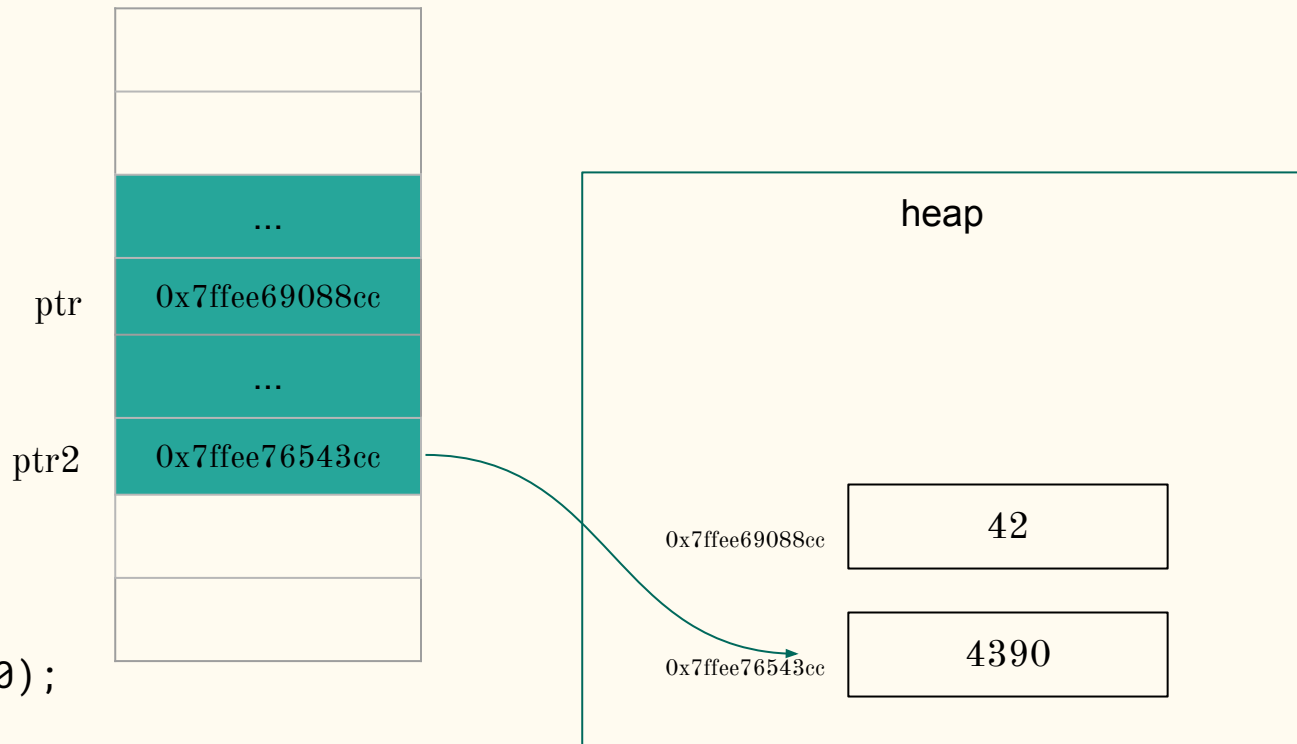 ...
heap
ptr
0x7ffee69088cc
...
ptr2
0x7ffee76543cc
0x7ffee69088cc
42
0x7ffee76543cc
4390
0);